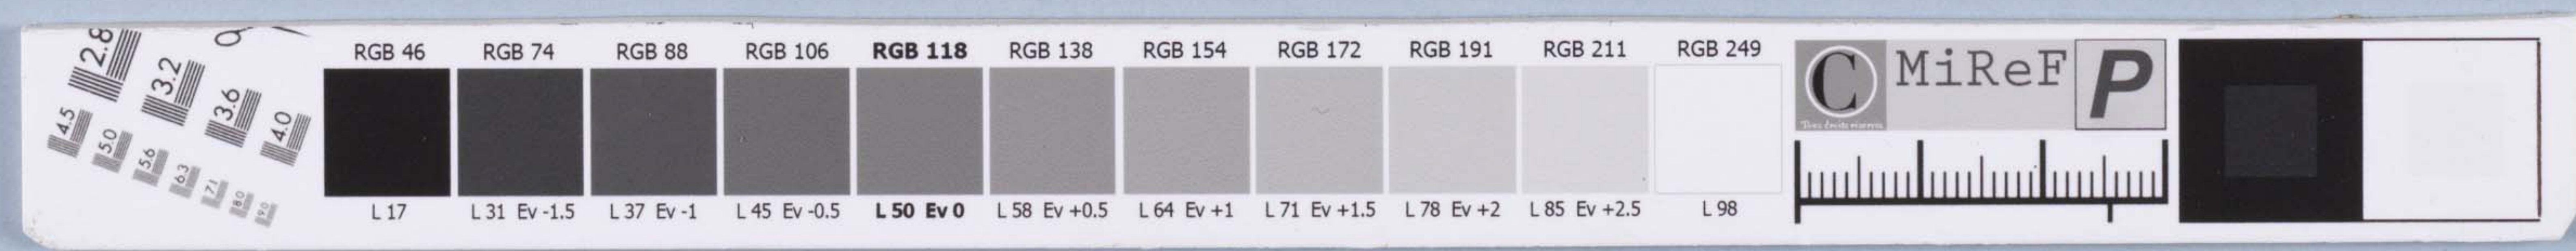 2.8
3.2
3.6
4.0
4.5
5.0
5.6
6.3
7.1
8.0
9.0
RGB 46 RGB 74 RGB 88 RGB 106 RGB 118 RGB 138 RGB 154 RGB 172 RGB 191 RGB 211 RGB 249
L 17 L 31 Ev -1.5 L 37 Ev -1 L 45 Ev -0.5 L 50 Ev 0 L 58 Ev +0.5 L 64 Ev +1 L 71 Ev +1.5 L 78 Ev +2 L 85 Ev +2.5 L 98
C MiReF P
Tous droits réservés